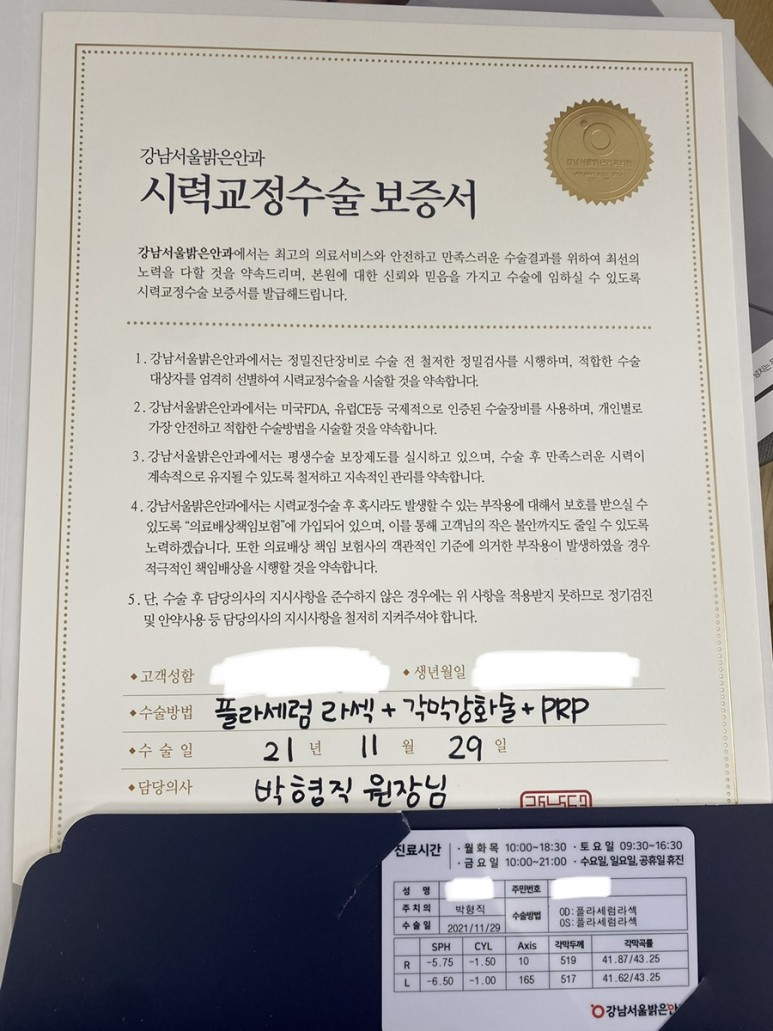 강남서울밝은안과
시력교정수술 보증서
강남서울밝은안과에서는 최고의 의료서비스와 안전하고 만족스러운 수술결과를 위하여 최선의
노력을 다할 것을 약속드리며, 본원에 대한 신뢰와 믿음을 가지고 수술에 임하실 수 있도록
시력교정수술 보증서를 발급해드립니다.
1. 강남서울밝은안과에서는 정밀진단장비로 수술 전 철저한 정밀검사를 시행하며, 적합한 수술
대상자를 엄격히 선별하여 시력교정수술을 시술할 것을 약속합니다.
2. 강남서울밝은안과에서는 미국FDA, 유럽CE등 국제적으로 인증된 수술장비를 사용하며, 개인별로
가장 안전하고 적합한 수술방법을 시술할 것을 약속합니다.
3. 강남서울밝은안과에서는 평생수술 보장제도를 실시하고 있으며, 수술 후 만족스러운 시력이
계속적으로 유지될 수 있도록 철저하고 지속적인 관리를 약속합니다.
4. 강남서울밝은안과에서는 시력교정수술 후 혹시라도 발생할 수 있는 부작용에 대해서 보호를 받으실 수
있도록 “의료배상책임보험”에 가입되어 있으며, 이를 통해 고객님의 작은 불안까지도 줄일 수 있도록
노력하겠습니다. 또한 의료배상 책임 보험사의 객관적인 기준에 의거한 부작용이 발생하였을 경우
적극적인 책임배상을 시행할 것을 약속합니다.
5. 단, 수술 후 담당의사의 지시사항을 준수하지 않은 경우에는 위 사항을 적용받지 못하므로 정기검진
및 안약사용 등 담당의사의 지시사항을 철저히 지켜주셔야 합니다.
◆고객성함 ◆생년월일
◆수술방법 플라세럼 라섹 + 각막강화술 + PRP
◆수 술 일 21 년 11 월 29 일
◆담당의사 박형직 원장님
진료시간 ·월 화 목 10:00~18:30 ·토 요 일 09:30~16:30
·금 요 일 10:00~21:00 ·수요일,일요일,공휴일 휴진
성 명 주민번호
주치의 박형직 수술방법 OD:플라세럼라섹
수술일 2021/11/29 OS:플라세럼라섹
SPH CYL Axis 각막두께 각막곡률
R -5.75 -1.50 10 519 41.87/43.25
L -6.50 -1.00 165 517 41.62/43.25
강남서울밝은안